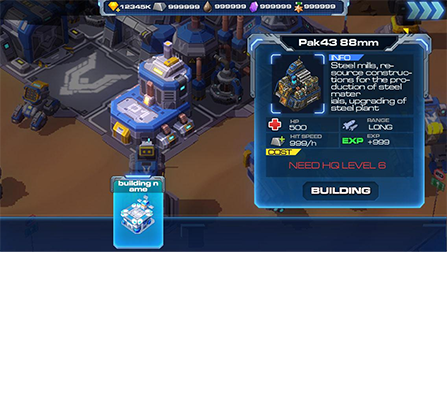 12345K 999999 999999 999999 999999
Pak43 88mm
INFO
Steel mills, re-
source construc-
tions for the pro-
duction of steel
mater
ials, upgrading of
steel plant
HP
500
RANGE
LONG
HIT SPEED
999/h
EXP
EXP
+999
COST
NEED HQ LEVEL 6
BUILDING
building n
ame